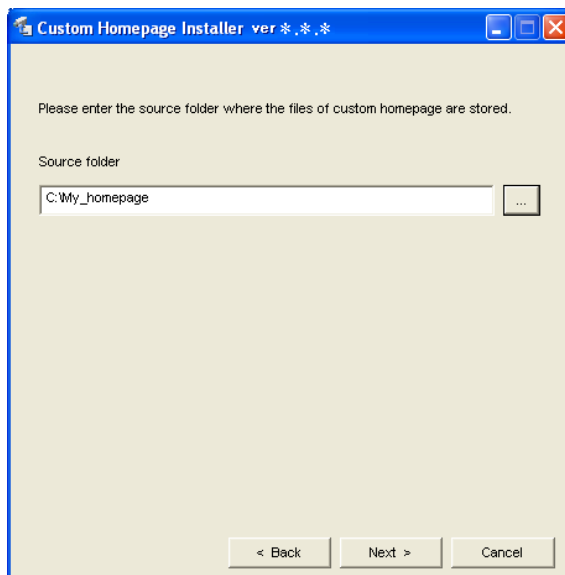 Custom Homepage Installer ver *.*.*
Please enter the source folder where the files of custom homepage are stored.
Source folder
C:\My_homepage
...
< Back
Next >
Cancel